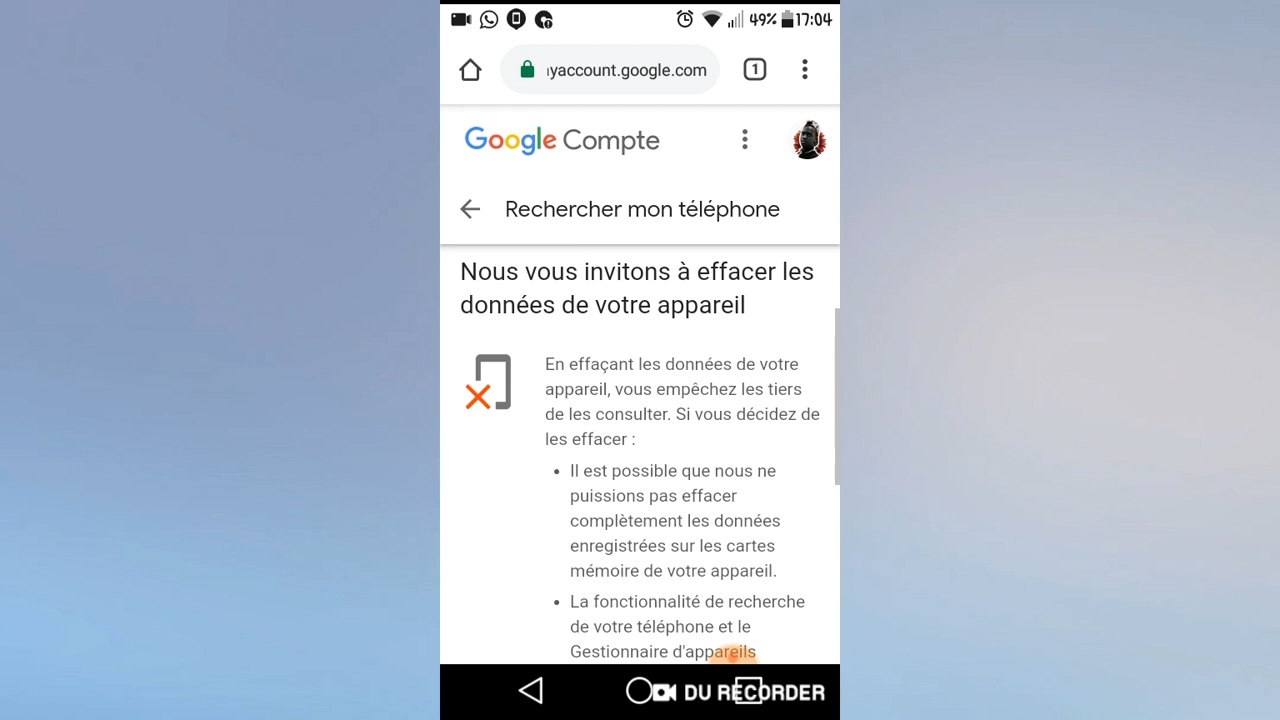 49% 17:04
yaccount.google.com
1
Google Compte
Rechercher mon téléphone
Nous vous invitons à effacer les
données de votre appareil
En effaçant les données de votre
appareil, vous empêchez les tiers
de les consulter. Si vous décidez de
les effacer :
• Il est possible que nous ne
puissions pas effacer
complètement les données
enregistrées sur les cartes
mémoire de votre appareil.
• La fonctionnalité de recherche
de votre téléphone et le
Gestionnaire d'appareils
DU RECORDER